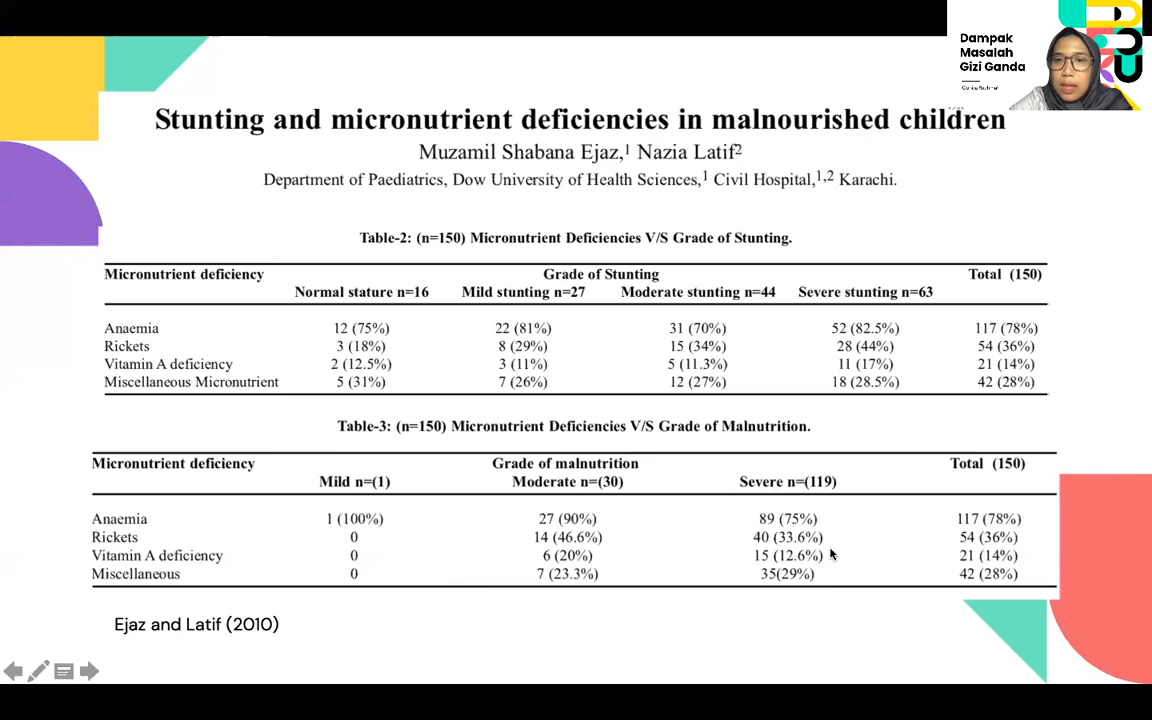 Dampak
Masalah
Gizi Ganda
Stunting and micronutrient deficiencies in malnourished children
Muzamil Shabana Ejaz,1 Nazia Latif2
Department of Paediatrics, Dow University of Health Sciences,1 Civil Hospital,1,2 Karachi.
Table-2: (n=150) Micronutrient Deficiencies V/S Grade of Stunting.
Micronutrient deficiency Grade of Stunting Total (150)
Normal stature n=16 Mild stunting n=27 Moderate stunting n=44 Severe stunting n=63
Anaemia 12 (75%) 22 (81%) 31 (70%) 52 (82.5%) 117 (78%)
Rickets 3 (18%) 8 (29%) 15 (34%) 28 (44%) 54 (36%)
Vitamin A deficiency 2 (12.5%) 3 (11%) 5 (11.3%) 11 (17%) 21 (14%)
Miscellaneous Micronutrient 5 (31%) 7 (26%) 12 (27%) 18 (28.5%) 42 (28%)
Table-3: (n=150) Micronutrient Deficiencies V/S Grade of Malnutrition.
Micronutrient deficiency Grade of malnutrition Total (150)
Mild n=(1) Moderate n=(30) Severe n=(119)
Anaemia 1 (100%) 27 (90%) 89 (75%) 117 (78%)
Rickets 0 14 (46.6%) 40 (33.6%) 54 (36%)
Vitamin A deficiency 0 6 (20%) 15 (12.6%) 21 (14%)
Miscellaneous 0 7 (23.3%) 35(29%) 42 (28%)
Ejaz and Latif (2010)